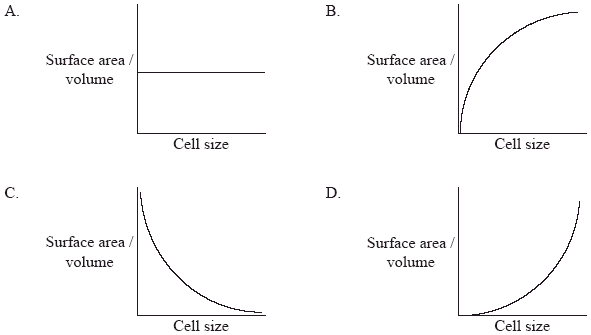 A.
Surface area /
volume
Cell size
B.
Surface area /
volume
Cell size
C.
Surface area /
volume
Cell size
D.
Surface area /
volume
Cell size